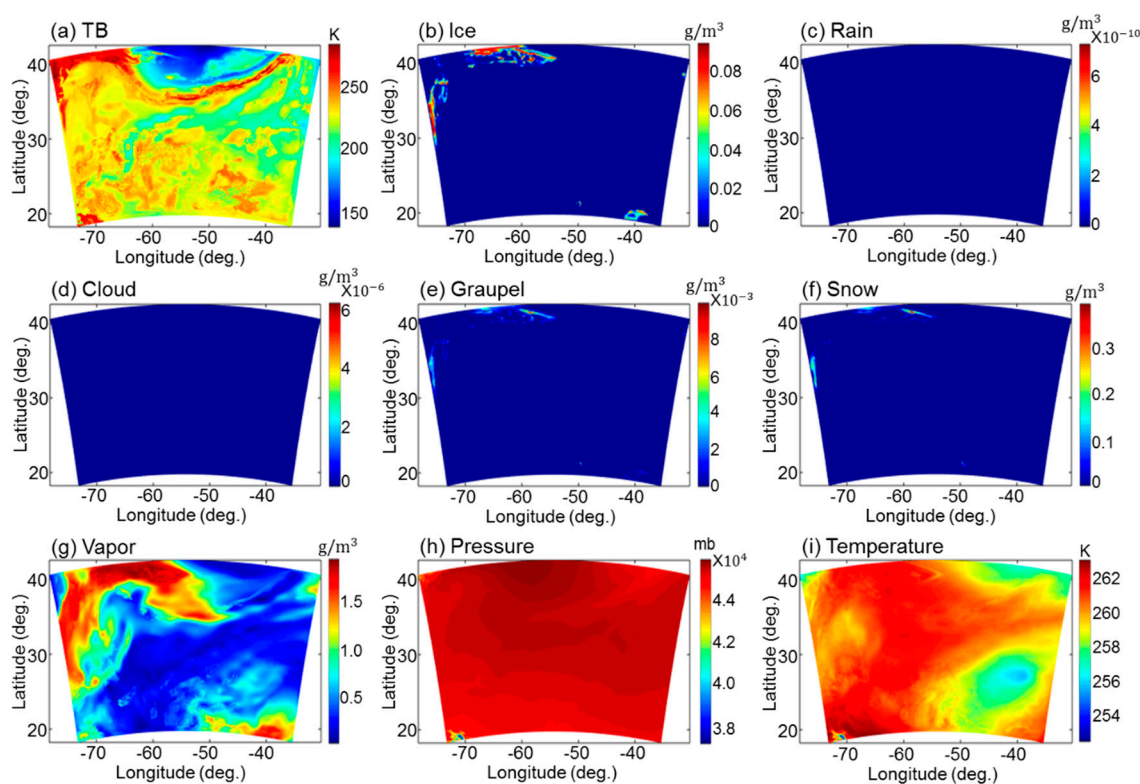 (a) TB
K
Latitude (deg.)
40
30
20
-70 -60 -50 -40
Longitude (deg.)
250
200
150
(b) Ice
g/m³
Latitude (deg.)
40
30
20
-70 -60 -50 -40
Longitude (deg.)
0.08
0.06
0.04
0.02
0
(c) Rain
g/m³
X10⁻¹⁰
Latitude (deg.)
40
30
20
-70 -60 -50 -40
Longitude (deg.)
6
4
2
0
(d) Cloud
g/m³
X10⁻⁶
Latitude (deg.)
40
30
20
-70 -60 -50 -40
Longitude (deg.)
6
4
2
0
(e) Graupel
g/m³
X10⁻³
Latitude (deg.)
40
30
20
-70 -60 -50 -40
Longitude (deg.)
8
6
4
2
0
(f) Snow
g/m³
Latitude (deg.)
40
30
20
-70 -60 -50 -40
Longitude (deg.)
0.3
0.2
0.1
0
(g) Vapor
g/m³
Latitude (deg.)
40
30
20
-70 -60 -50 -40
Longitude (deg.)
1.5
1.0
0.5
(h) Pressure
mb
X10⁴
Latitude (deg.)
40
30
20
-70 -60 -50 -40
Longitude (deg.)
4.4
4.2
4.0
3.8
(i) Temperature
K
Latitude (deg.)
40
30
20
-70 -60 -50 -40
Longitude (deg.)
262
260
258
256
254